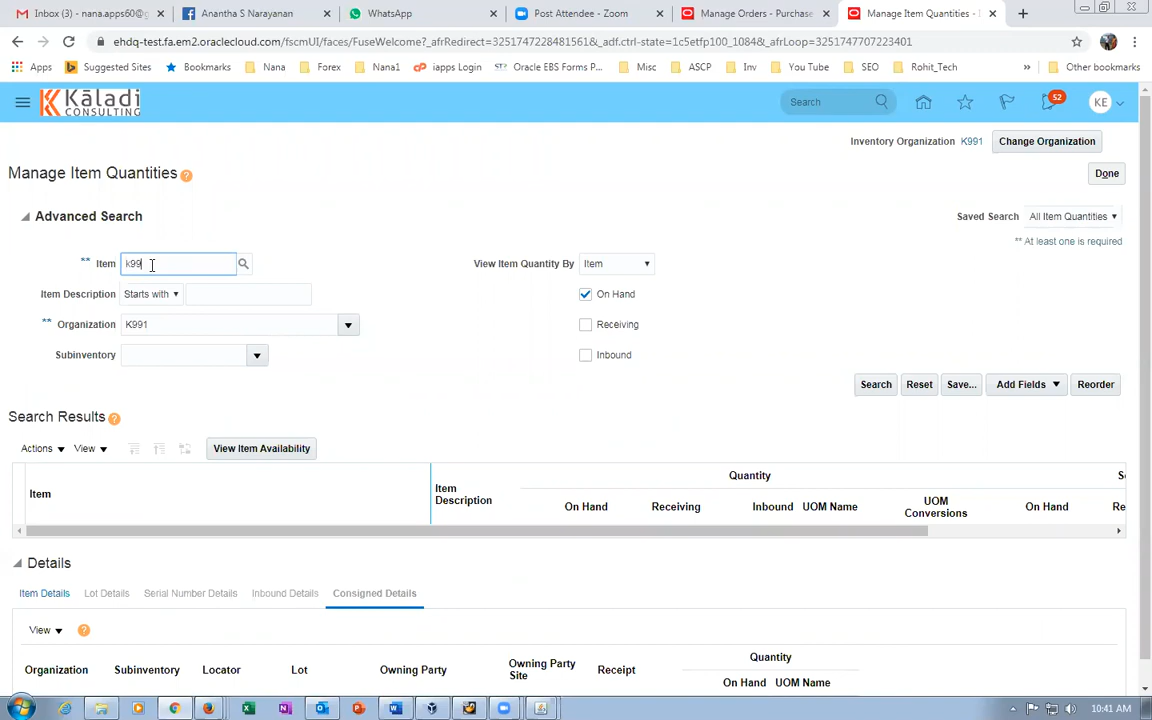 Inbox (3) - nana.apps60@g
Anantha S Narayanan
WhatsApp
Post Attendee - Zoom
Manage Orders - Purchase
Manage Item Quantities -
ehdq-test.fa.em2.oraclecloud.com/fscmUI/faces/FuseWelcome?_afrRedirect=3251747228481561&_adf.ctrl-state=1c5etfp100_1084&_afrLoop=3251747707223401
Apps Suggested Sites Bookmarks Nana Forex Nana1 iapps Login Oracle EBS Forms P... Misc ASCP Inv You Tube SEO Rohit_Tech » Other bookmarks
Kāladi CONSULTING
Search
52
KE
Inventory Organization K991 Change Organization
Manage Item Quantities
Done
Advanced Search
Saved Search All Item Quantities
** At least one is required
** Item k99
View Item Quantity By Item
Item Description Starts with
On Hand
** Organization K991
Receiving
Subinventory
Inbound
Search Reset Save... Add Fields Reorder
Search Results
Actions View View Item Availability
Item
Item Description
Quantity
On Hand Receiving Inbound UOM Name UOM Conversions On Hand Re
Details
Item Details Lot Details Serial Number Details Inbound Details Consigned Details
View
Organization Subinventory Locator Lot Owning Party Owning Party Site Receipt
Quantity
On Hand UOM Name
10:41 AM